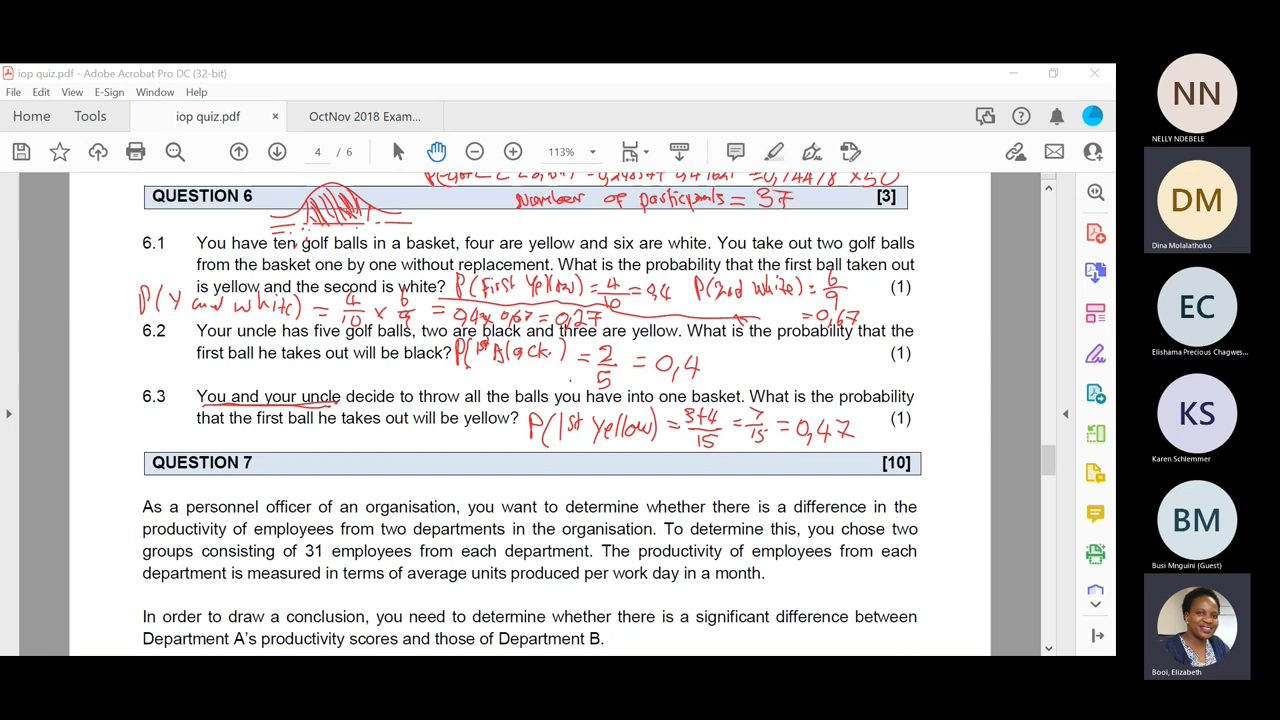 iop quiz.pdf - Adobe Acrobat Pro DC (32-bit)
File Edit View E-Sign Window Help
Home Tools iop quiz.pdf × OctNov 2018 Exam...
4 / 6 113%
= 0,74478 × 50
QUESTION 6 [3]
Number of participants = 37
6.1 You have ten golf balls in a basket, four are yellow and six are white. You take out two golf balls
from the basket one by one without replacement. What is the probability that the first ball taken out
is yellow and the second is white? (1)
P(first Yellow) = 4/10 = 0,4 P(2nd white) = 6/9
= 0,67
P(Y and White) = 4/10 × 6/9 = 0,4 × 0,67 = 0,27
6.2 Your uncle has five golf balls, two are black and three are yellow. What is the probability that the
first ball he takes out will be black? (1)
P(1st Black) = 2/5 = 0,4
6.3 You and your uncle decide to throw all the balls you have into one basket. What is the probability
that the first ball he takes out will be yellow? (1)
P(1st Yellow) = 3+4/15 = 7/15 = 0,47
QUESTION 7 [10]
As a personnel officer of an organisation, you want to determine whether there is a difference in the
productivity of employees from two departments in the organisation. To determine this, you chose two
groups consisting of 31 employees from each department. The productivity of employees from each
department is measured in terms of average units produced per work day in a month.
In order to draw a conclusion, you need to determine whether there is a significant difference between
Department A's productivity scores and those of Department B.
NN
NELLY NDEBELE
DM
Dina Molalathoko
EC
Elishama Precious Chagwes...
KS
Karen Schlemmer
BM
Busi Mnguini (Guest)
Booi, Elizabeth